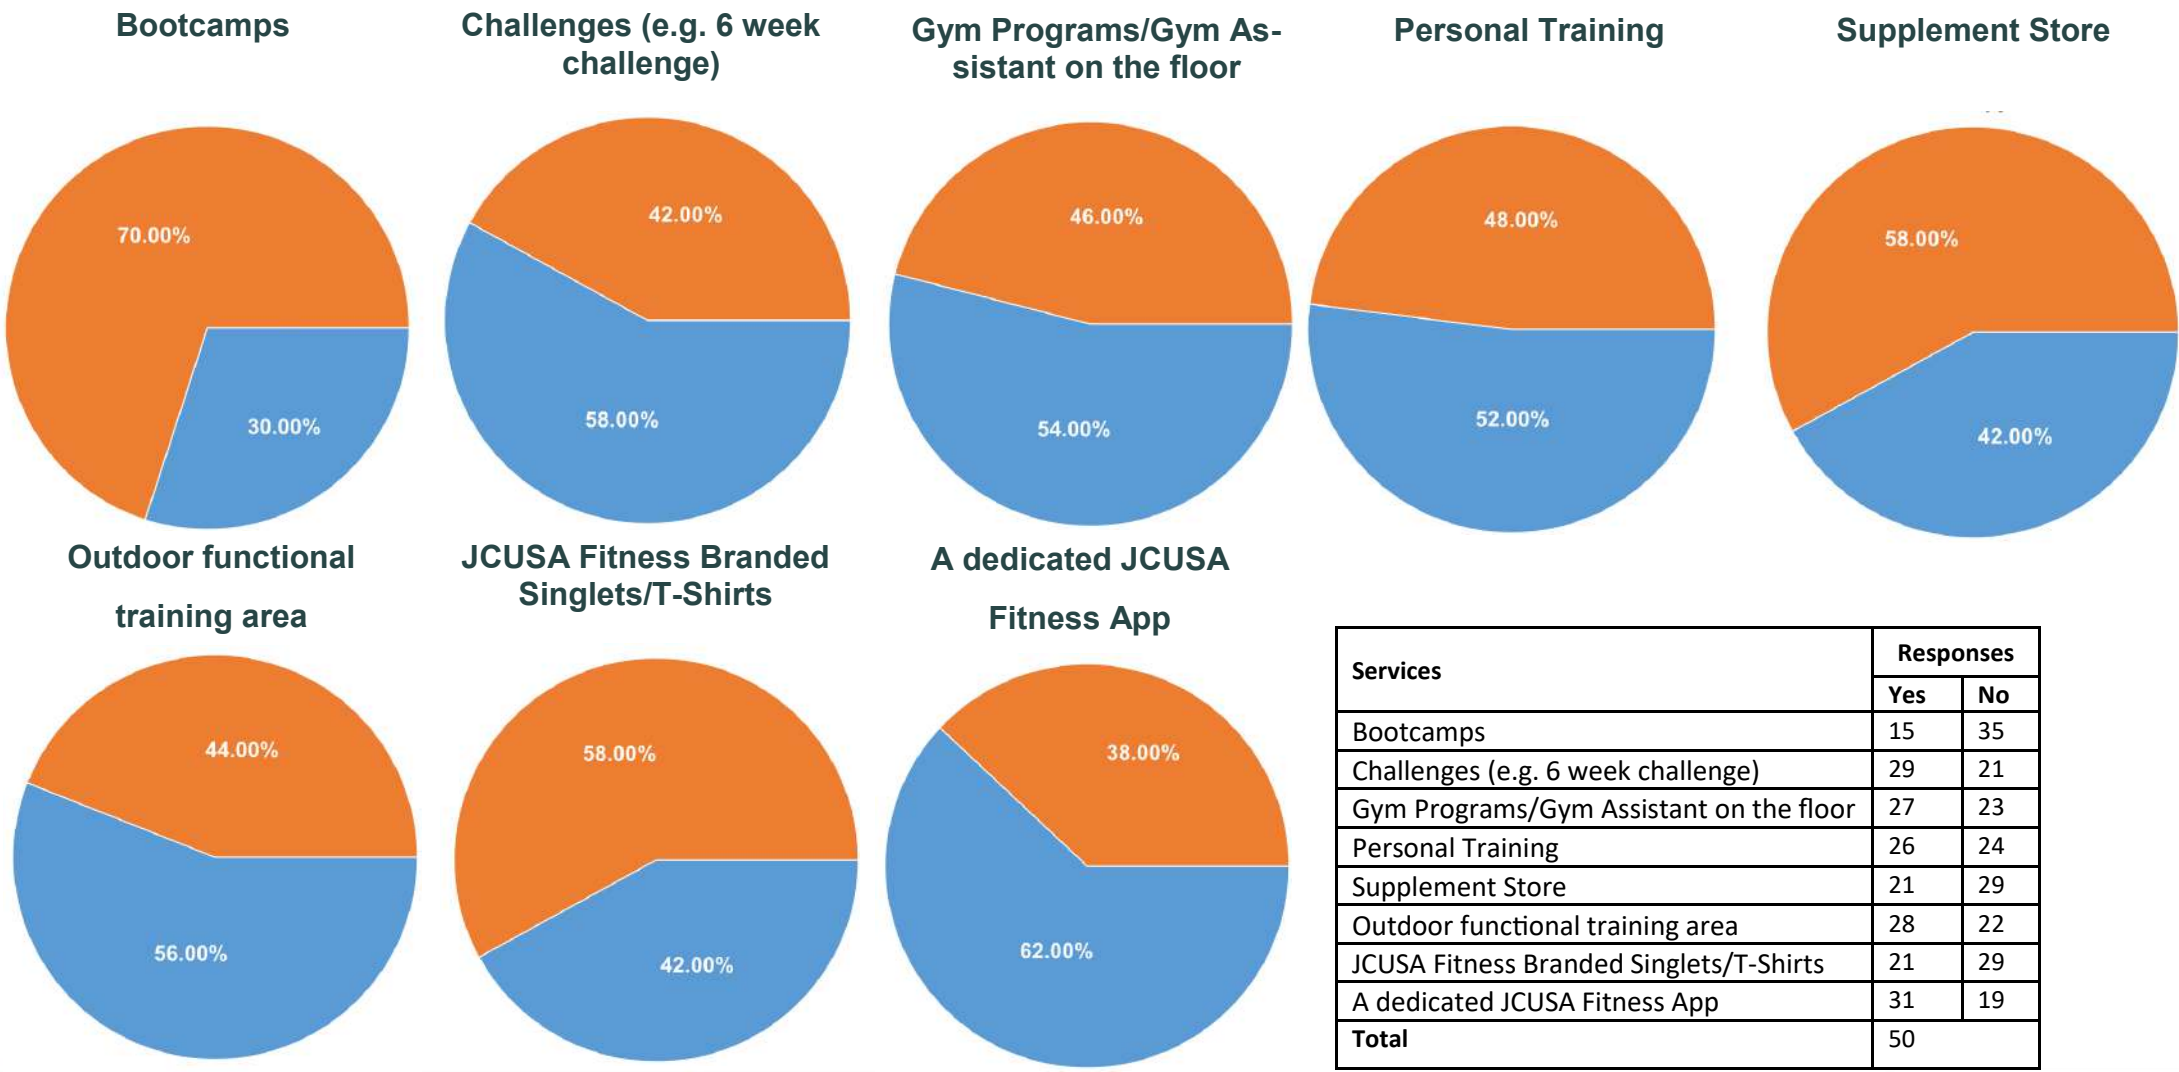 Bootcamps
Challenges (e.g. 6 week
challenge)
Gym Programs/Gym As-
sistant on the floor
Personal Training
Supplement Store
70.00%
30.00%
42.00%
58.00%
46.00%
54.00%
48.00%
52.00%
58.00%
42.00%
Outdoor functional
training area
JCUSA Fitness Branded
Singlets/T-Shirts
A dedicated JCUSA
Fitness App
44.00%
56.00%
58.00%
42.00%
38.00%
62.00%
Services Responses
Yes No
Bootcamps 15 35
Challenges (e.g. 6 week challenge) 29 21
Gym Programs/Gym Assistant on the floor 27 23
Personal Training 26 24
Supplement Store 21 29
Outdoor functional training area 28 22
JCUSA Fitness Branded Singlets/T-Shirts 21 29
A dedicated JCUSA Fitness App 31 19
Total 50